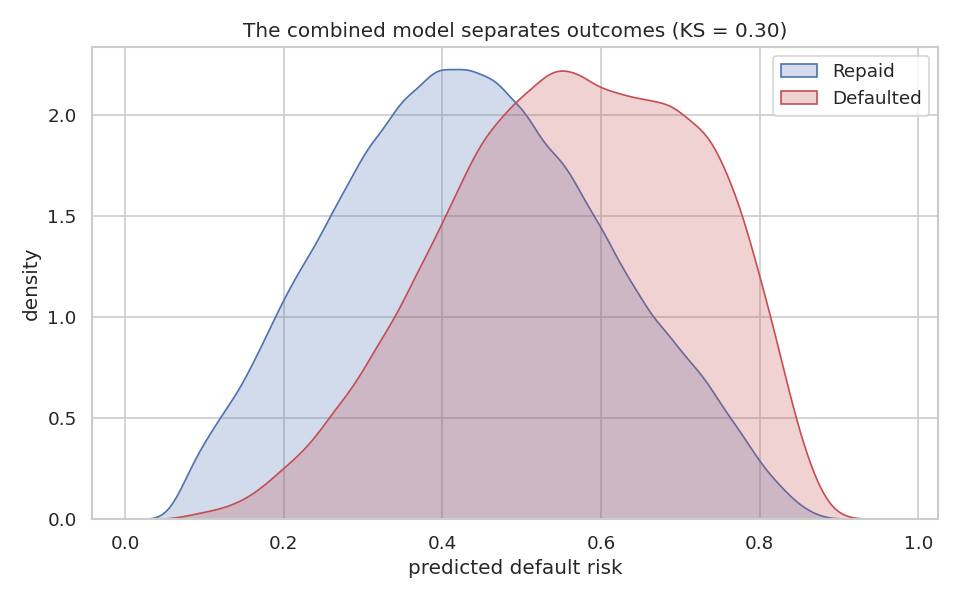 The combined model separates outcomes (KS = 0.30)
Repaid
Defaulted
density
2.0
1.5
1.0
0.5
0.0
0.0 0.2 0.4 0.6 0.8 1.0
predicted default risk